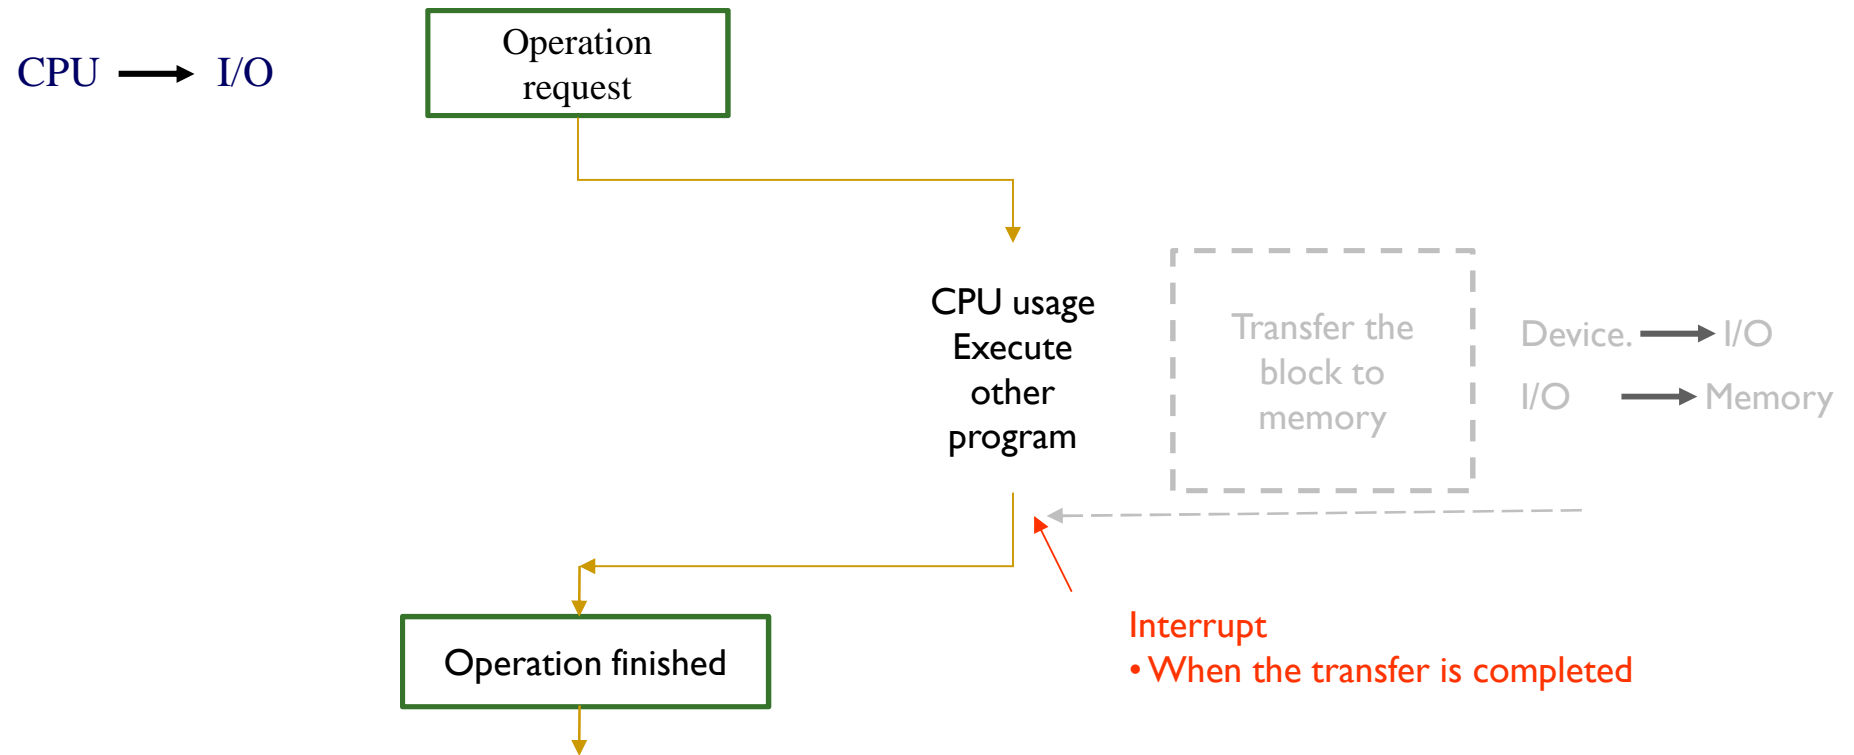 Operation
request
CPU → I/O
CPU usage
Execute
other
program
Transfer the
block to
memory
Device. → I/O
I/O → Memory
Interrupt
• When the transfer is completed
Operation finished